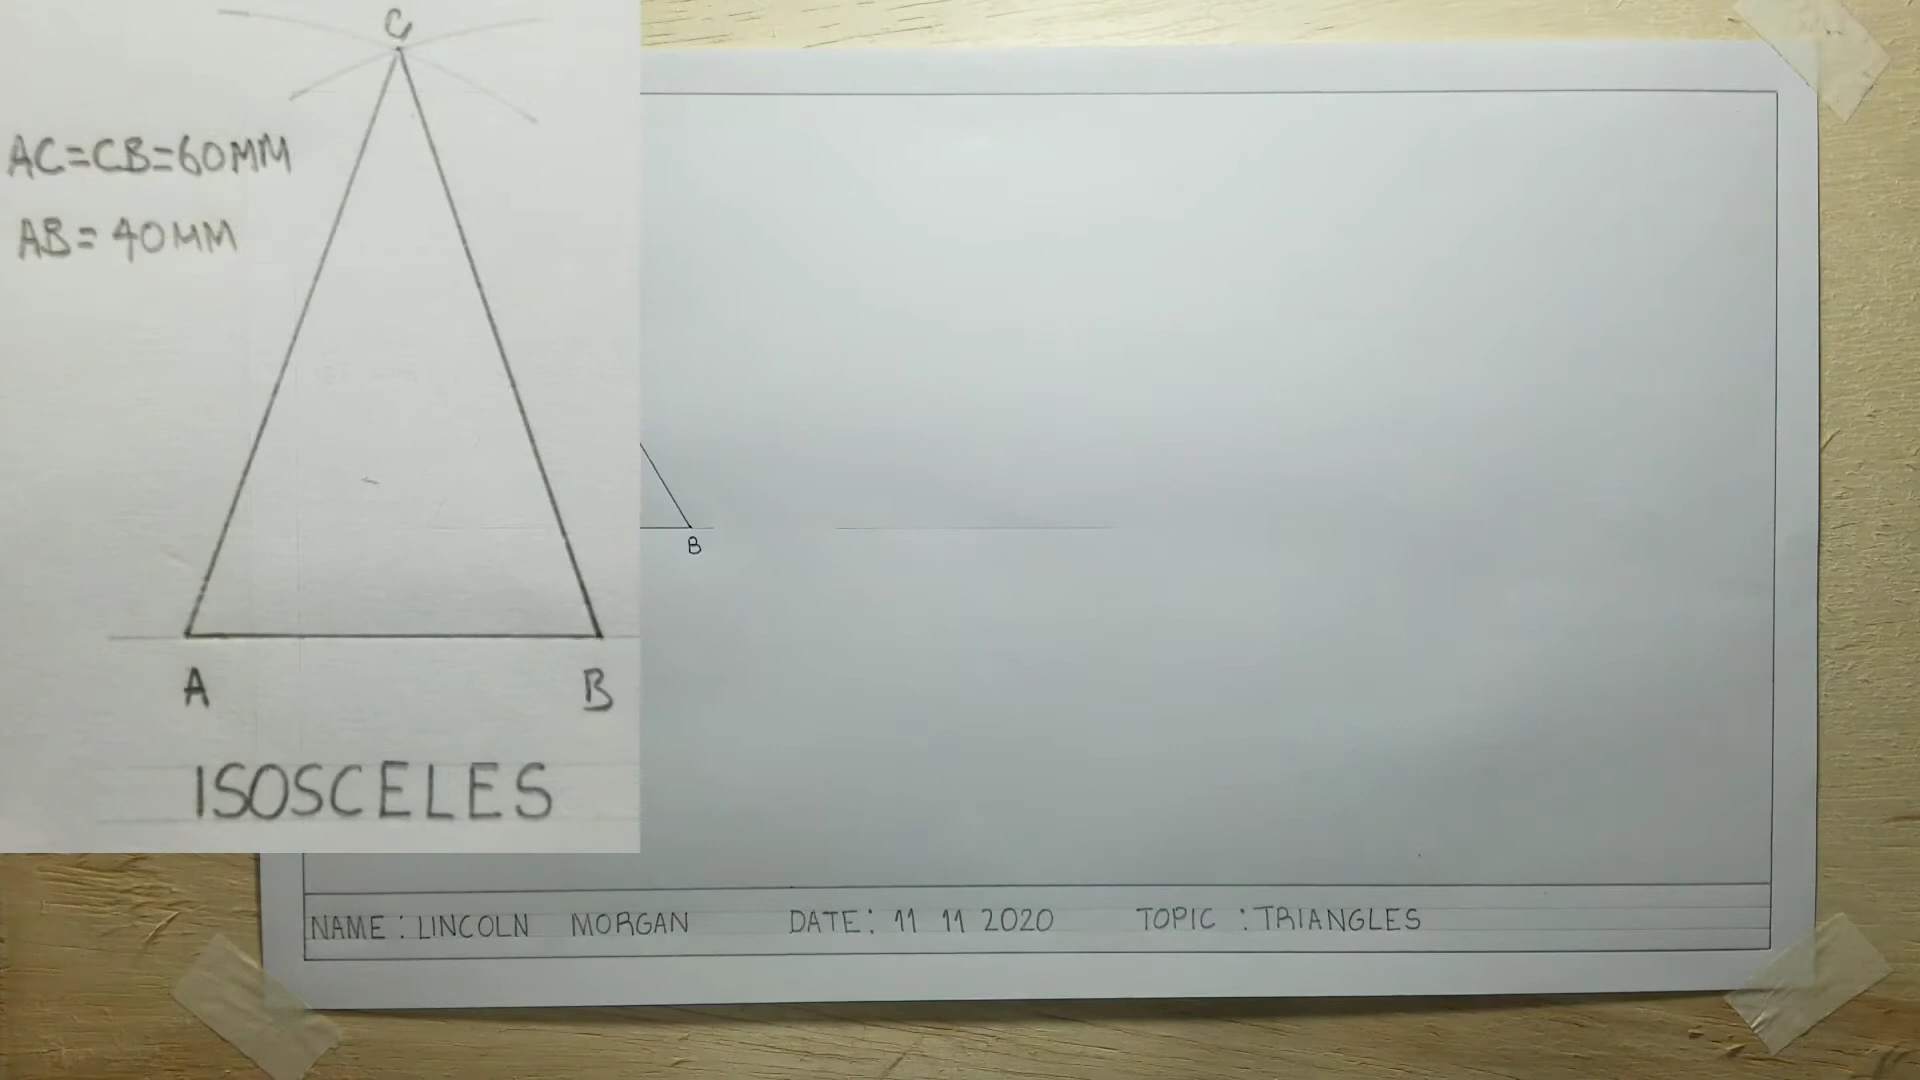 C
AC=CB=60MM
AB=40MM
A
B
ISOSCELES
B
NAME: LINCOLN MORGAN DATE: 11 11 2020 TOPIC : TRIANGLES